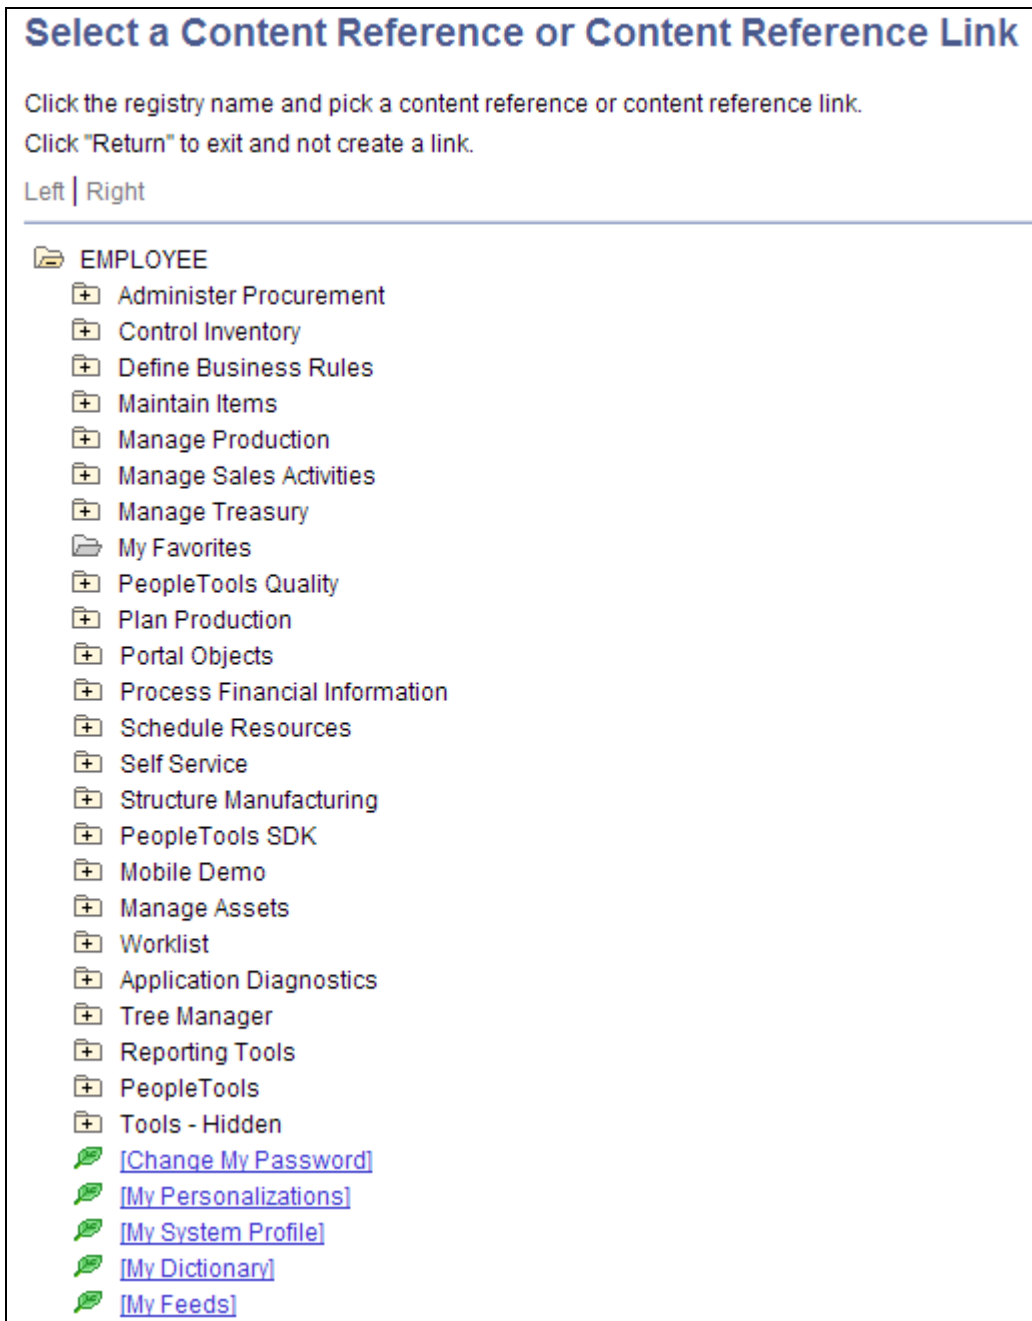 Select a Content Reference or Content Reference Link
Click the registry name and pick a content reference or content reference link.
Click "Return" to exit and not create a link.
Left | Right
EMPLOYEE
Administer Procurement
Control Inventory
Define Business Rules
Maintain Items
Manage Production
Manage Sales Activities
Manage Treasury
My Favorites
PeopleTools Quality
Plan Production
Portal Objects
Process Financial Information
Schedule Resources
Self Service
Structure Manufacturing
PeopleTools SDK
Mobile Demo
Manage Assets
Worklist
Application Diagnostics
Tree Manager
Reporting Tools
PeopleTools
Tools - Hidden
[Change My Password]
[My Personalizations]
[My System Profile]
[My Dictionary]
[My Feeds]